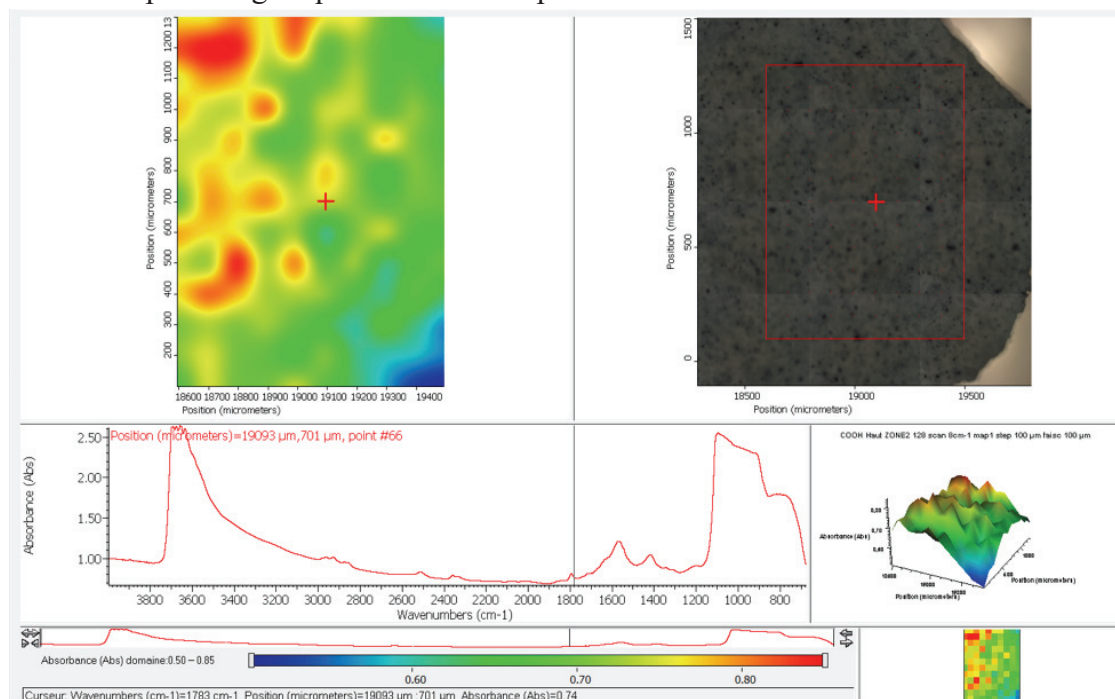 1200 13
1100
1000
900
800
700
600
500
400
300
200
Position (micrometers)
18600 18700 18800 18900 19000 19100 19200 19300 19400
Position (micrometers)
1500
1000
500
0
Position (micrometers)
18500 19000 19500
Position (micrometers)
Position (micrometers)=19093 µm,701 µm, point #66
2.50
2.00
1.50
1.00
Absorbance (Abs)
3800 3600 3400 3200 3000 2800 2600 2400 2200 2000 1800 1600 1400 1200 1000 800
Wavenumbers (cm-1)
COOH Haut ZONE2 128 scan 8cm-1 map1 step 100 µm faisc 100 µm
Absorbance (Abs)
Position (micrometers)
Position (micrometers)
Absorbance (Abs) domaine:0.50 – 0.85
0.60 0.70 0.80
Curseur: Wavenumbers (cm-1)=1783 cm-1 Position (micrometers)=19093 µm ;701 µm Absorbance (Abs)=0.74